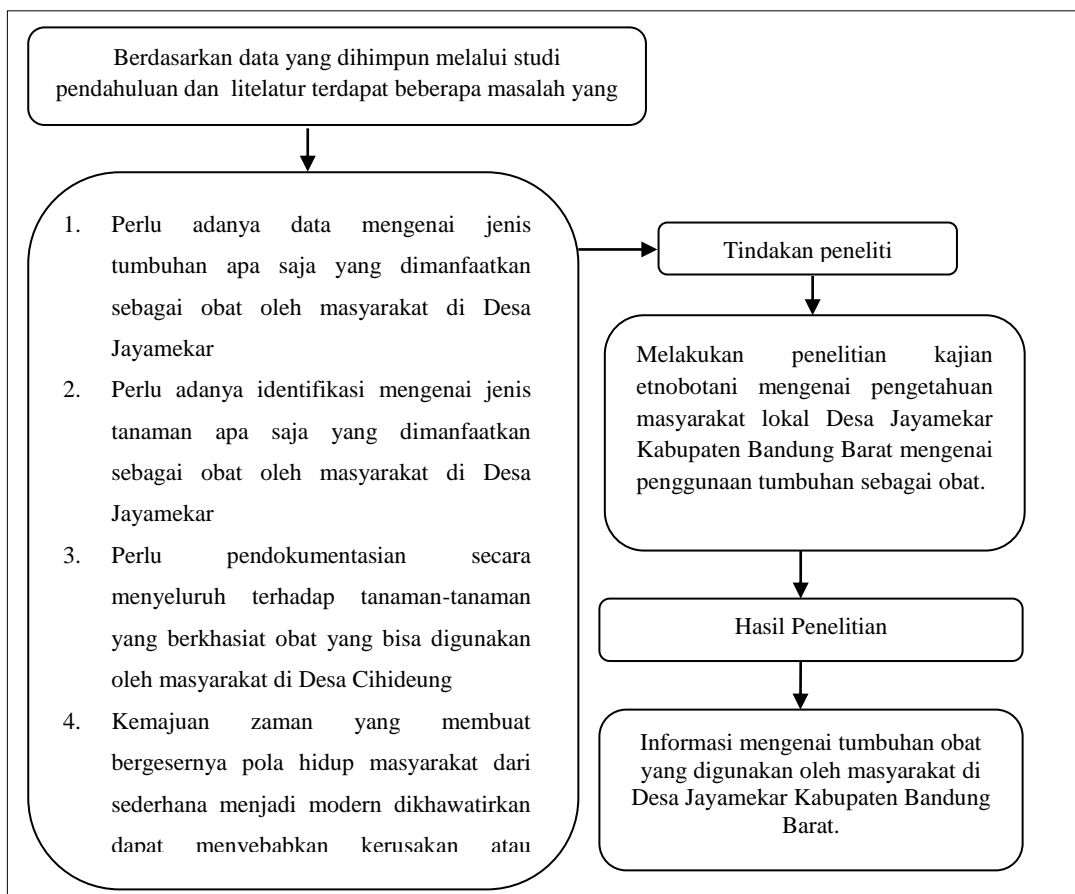 Berdasarkan data yang dihimpun melalui studi
pendahuluan dan litelatur terdapat beberapa masalah yang
1. Perlu adanya data mengenai jenis
tumbuhan apa saja yang dimanfaatkan
sebagai obat oleh masyarakat di Desa
Jayamekar
2. Perlu adanya identifikasi mengenai jenis
tanaman apa saja yang dimanfaatkan
sebagai obat oleh masyarakat di Desa
Jayamekar
3. Perlu pendokumentasian secara
menyeluruh terhadap tanaman-tanaman
yang berkhasiat obat yang bisa digunakan
oleh masyarakat di Desa Cihideung
4. Kemajuan zaman yang membuat
bergesernya pola hidup masyarakat dari
sederhana menjadi modern dikhawatirkan
dapat menyebabkan kerusakan atau
Tindakan peneliti
Melakukan penelitian kajian
etnobotani mengenai pengetahuan
masyarakat lokal Desa Jayamekar
Kabupaten Bandung Barat mengenai
penggunaan tumbuhan sebagai obat.
Hasil Penelitian
Informasi mengenai tumbuhan obat
yang digunakan oleh masyarakat di
Desa Jayamekar Kabupaten Bandung
Barat.